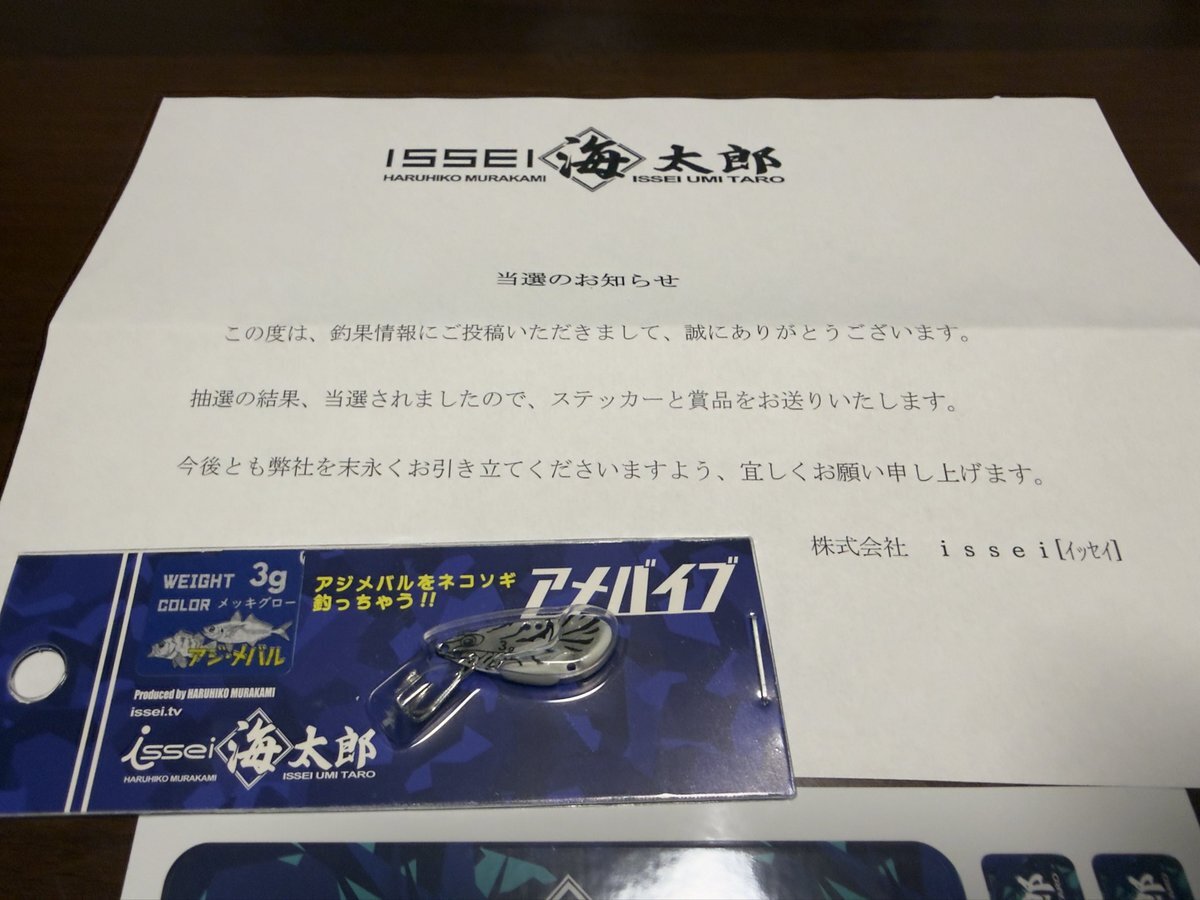 ISSEI 海 太郎
HARUHIKO MURAKAMI ISSEI UMI TARO
当選のお知らせ
この度は、釣果情報にご投稿いただきまして、誠にありがとうございます。
抽選の結果、当選されましたので、ステッカーと賞品をお送りいたします。
今後とも弊社を末永くお引き立てくださいますよう、宜しくお願い申し上げます。
株式会社 issei[ｲｯｾｲ]
WEIGHT 3g
COLOR メッキグロー
アジ・メバル
アジメバルをネコソギ
釣っちゃう!!
アメバイブ
3g
Produced by HARUHIKO MURAKAMI
issei.tv
issei 海 太郎
HARUHIKO MURAKAMI ISSEI UMI TARO
郎
郎